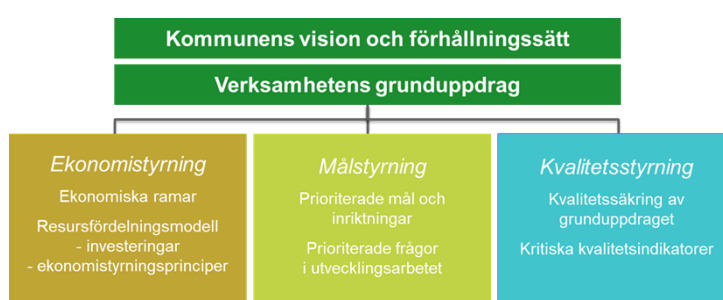 Kommunens vision och förhållningssätt
Verksamhetens grunduppdrag
Ekonomistyrning
Ekonomiska ramar
Resursfördelningsmodell
- investeringar
- ekonomistyrningsprinciper
Målstyrning
Prioriterade mål och
inriktningar
Prioriterade frågor
i utvecklingsarbetet
Kvalitetsstyrning
Kvalitetssäkring av
grunduppdraget
Kritiska kvalitetsindikatorer